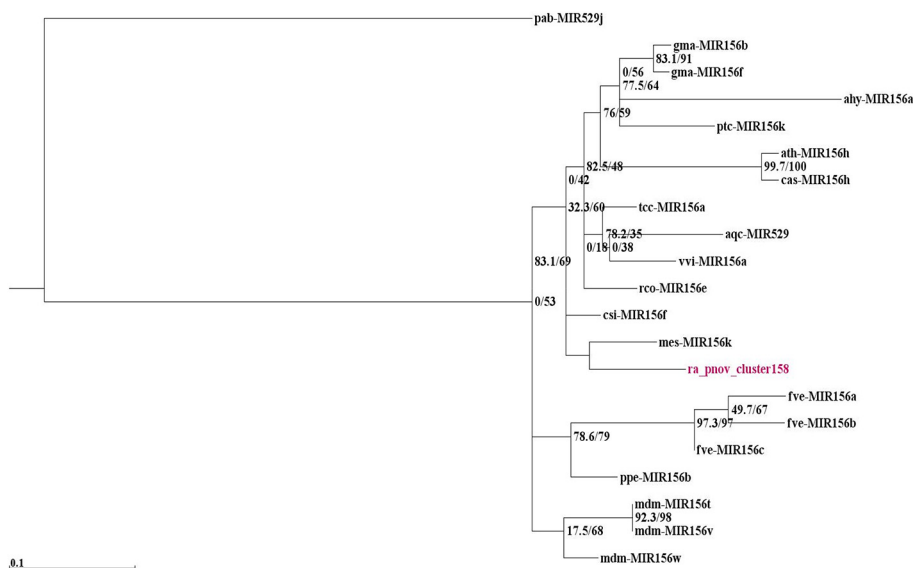 pab-MIR529j
gma-MIR156b
83.1/91
0/56
gma-MIR156f
77.5/64
ahy-MIR156a
76/59
ptc-MIR156k
ath-MIR156h
82.5/48
99.7/100
0/42
cas-MIR156h
32.3/60
tcc-MIR156a
78.2/35
aqc-MIR529
0/18
0/38
83.1/69
vvi-MIR156a
rco-MIR156e
0/53
csi-MIR156f
mes-MIR156k
ra_pnov_cluster158
fve-MIR156a
49.7/67
97.3/97
fve-MIR156b
78.6/79
fve-MIR156c
ppe-MIR156b
mdm-MIR156t
92.3/98
17.5/68
mdm-MIR156v
mdm-MIR156w
0.1